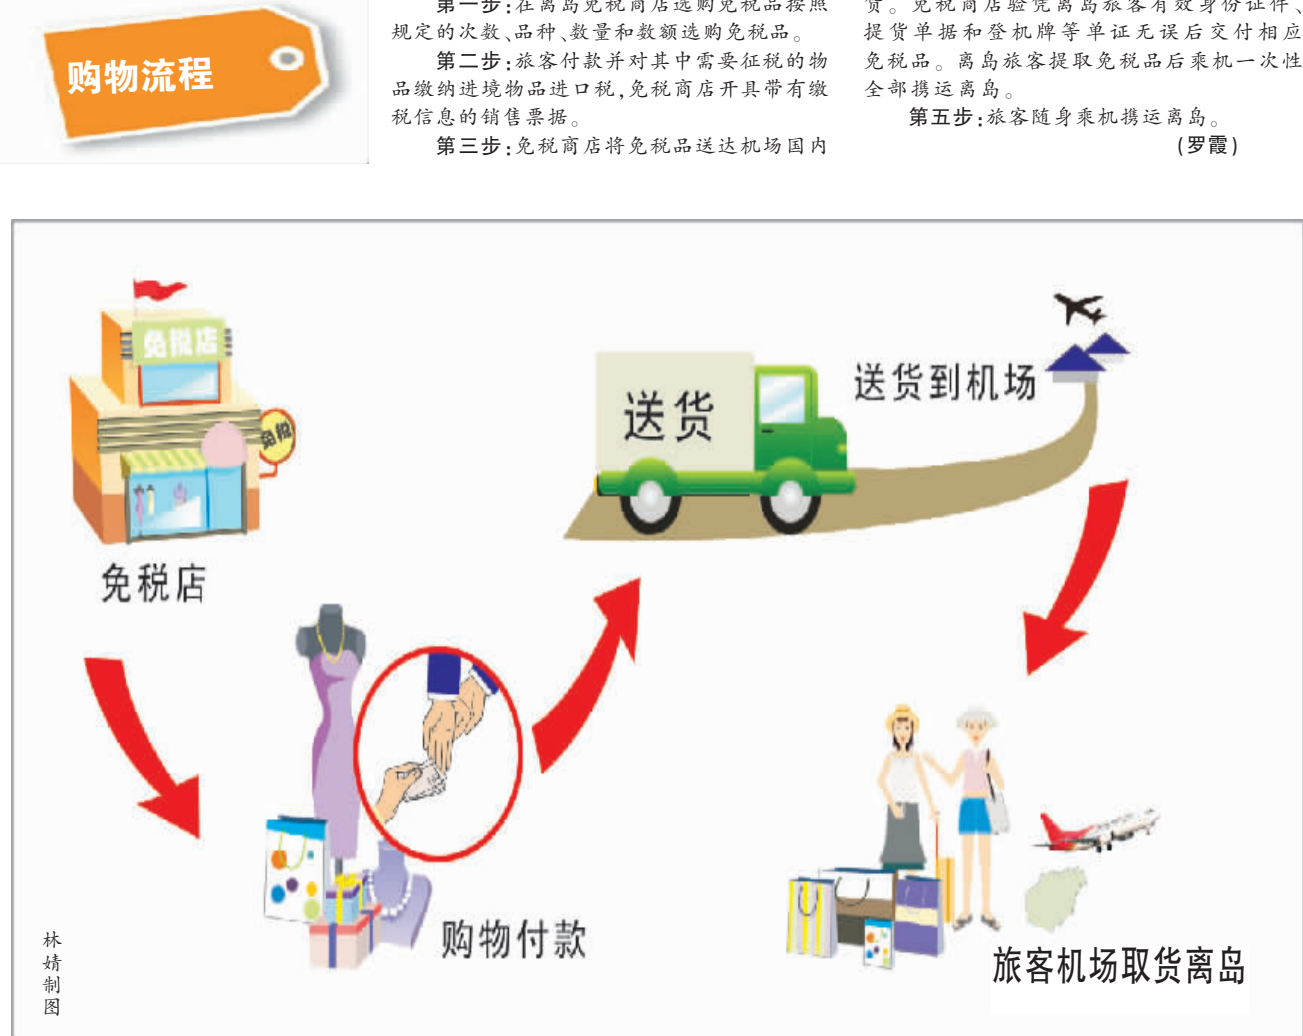 购物流程
第一步:在离岛免税商店选购免税品按照
规定的次数、品种、数量和数额选购免税品。
第二步:旅客付款并对其中需要征税的物
品缴纳进境物品进口税,免税商店开具带有缴
税信息的销售票据。
第三步:免税商店将免税品送达机场国内
货。免税商店验凭离岛旅客有效身份证件、
提货单据和登机牌等单证无误后交付相应
免税品。离岛旅客提取免税品后乘机一次性
全部携运离岛。
第五步:旅客随身乘机携运离岛。
(罗霞)
免税店
免税
免税店
送货
送货到机场
购物付款
旅客机场取货离岛
林婧制图